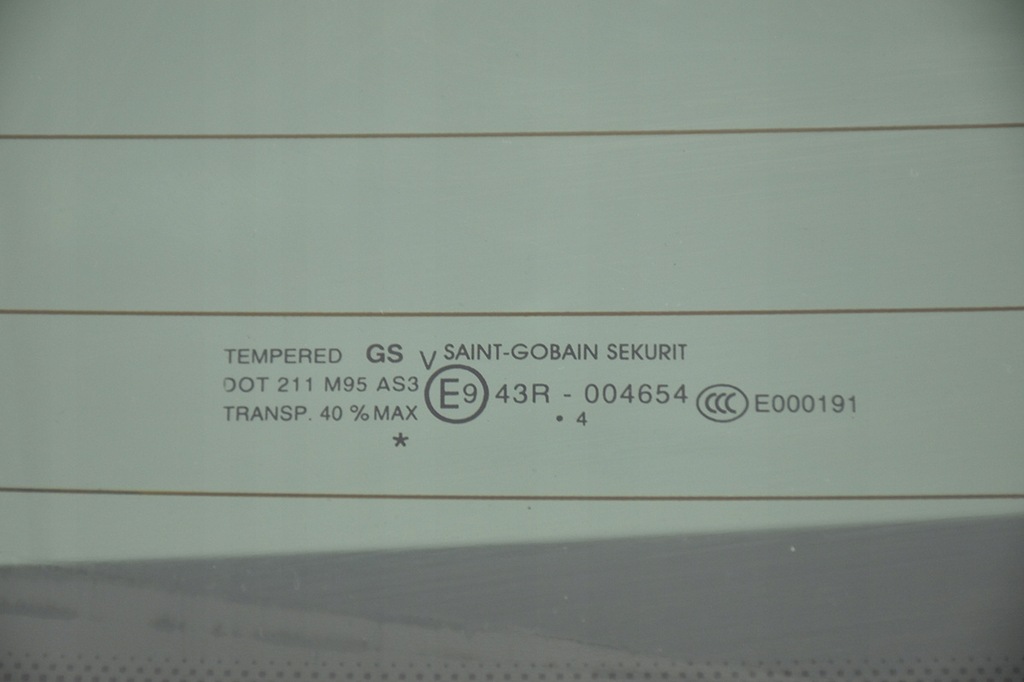 TEMPERED GS V SAINT-GOBAIN SEKURIT
DOT 211 M95 AS3 E9 43R - 004654 CCC E000191
TRANSP. 40 % MAX . 4
*